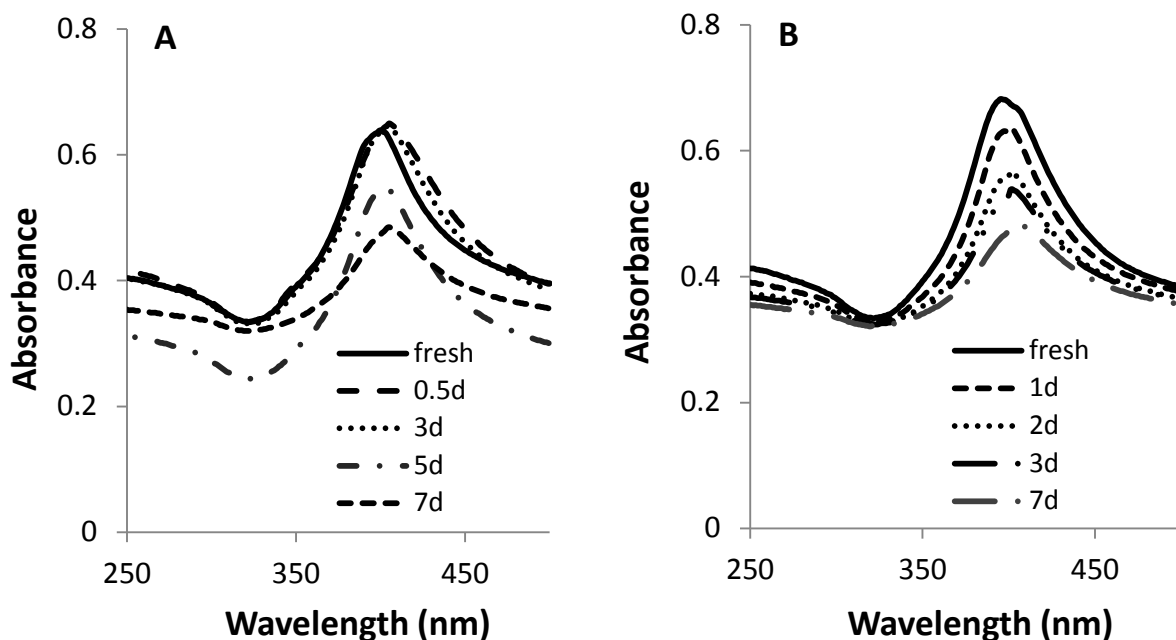 A
Absorbance
0.8
0.6
0.4
0.2
0
fresh
0.5d
3d
5d
7d
250
350
450
Wavelength (nm)
B
Absorbance
0.8
0.6
0.4
0.2
0
fresh
1d
2d
3d
7d
250
350
450
Wavelength (nm)